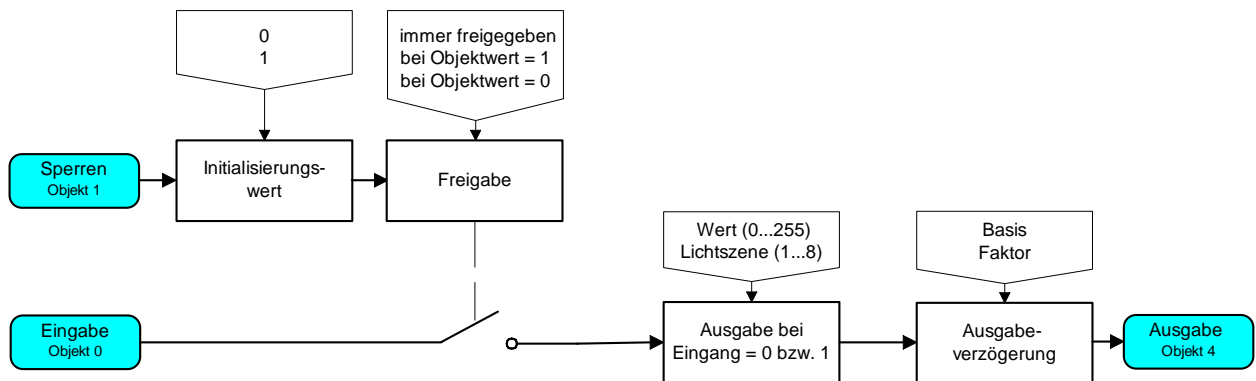 0
1
immer freigegeben
bei Objektwert = 1
bei Objektwert = 0
Sperren
Objekt 1
Initialisierungs-
wert
Freigabe
Wert (0...255)
Lichtszene (1...8)
Basis
Faktor
Eingabe
Objekt 0
Ausgabe bei
Eingang = 0 bzw. 1
Ausgabe-
verzögerung
Ausgabe
Objekt 4